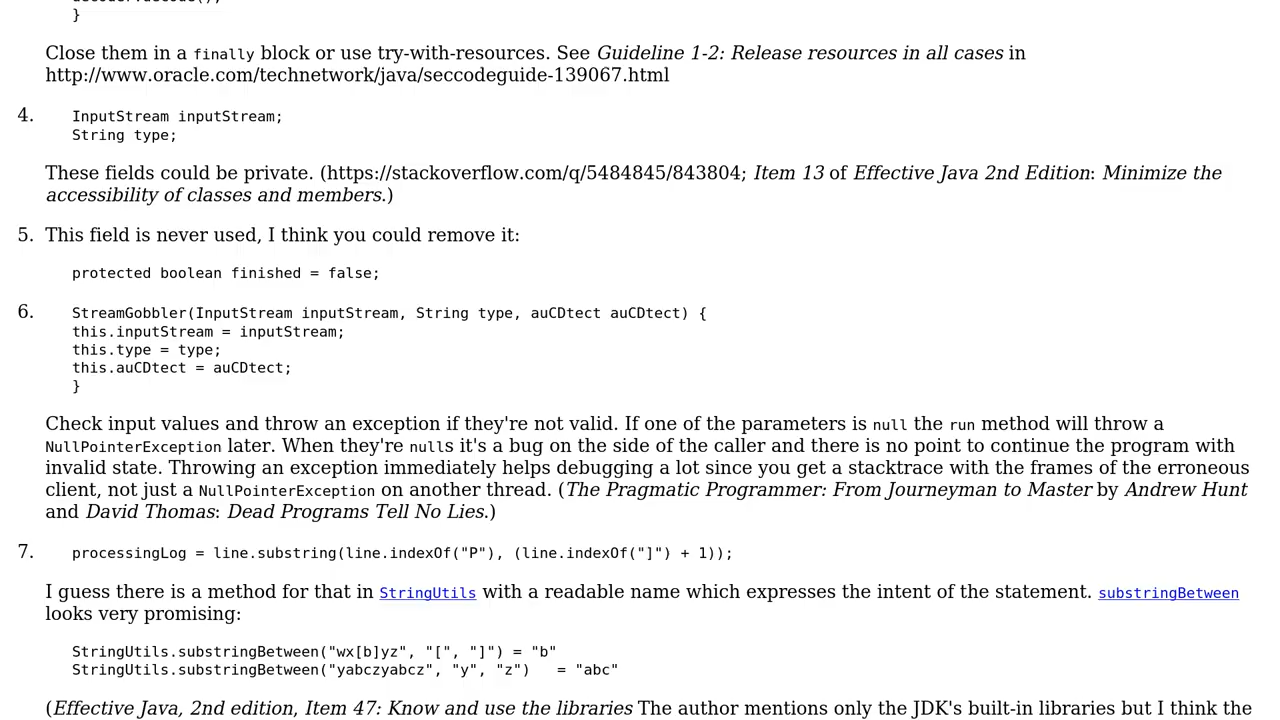 }
Close them in a finally block or use try-with-resources. See Guideline 1-2: Release resources in all cases in
http://www.oracle.com/technetwork/java/seccodeguide-139067.html
4. InputStream inputStream;
String type;
These fields could be private. (https://stackoverflow.com/q/5484845/843804; Item 13 of Effective Java 2nd Edition: Minimize the
accessibility of classes and members.)
5. This field is never used, I think you could remove it:
protected boolean finished = false;
6. StreamGobbler(InputStream inputStream, String type, auCDtect auCDtect) {
this.inputStream = inputStream;
this.type = type;
this.auCDtect = auCDtect;
}
Check input values and throw an exception if they're not valid. If one of the parameters is null the run method will throw a
NullPointerException later. When they're nulls it's a bug on the side of the caller and there is no point to continue the program with
invalid state. Throwing an exception immediately helps debugging a lot since you get a stacktrace with the frames of the erroneous
client, not just a NullPointerException on another thread. (The Pragmatic Programmer: From Journeyman to Master by Andrew Hunt
and David Thomas: Dead Programs Tell No Lies.)
7. processingLog = line.substring(line.indexOf("P"), (line.indexOf("]") + 1));
I guess there is a method for that in StringUtils with a readable name which expresses the intent of the statement. substringBetween
looks very promising:
StringUtils.substringBetween("wx[b]yz", "[", "]") = "b"
StringUtils.substringBetween("yabczyabcz", "y", "z")   = "abc"
(Effective Java, 2nd edition, Item 47: Know and use the libraries The author mentions only the JDK's built-in libraries but I think the